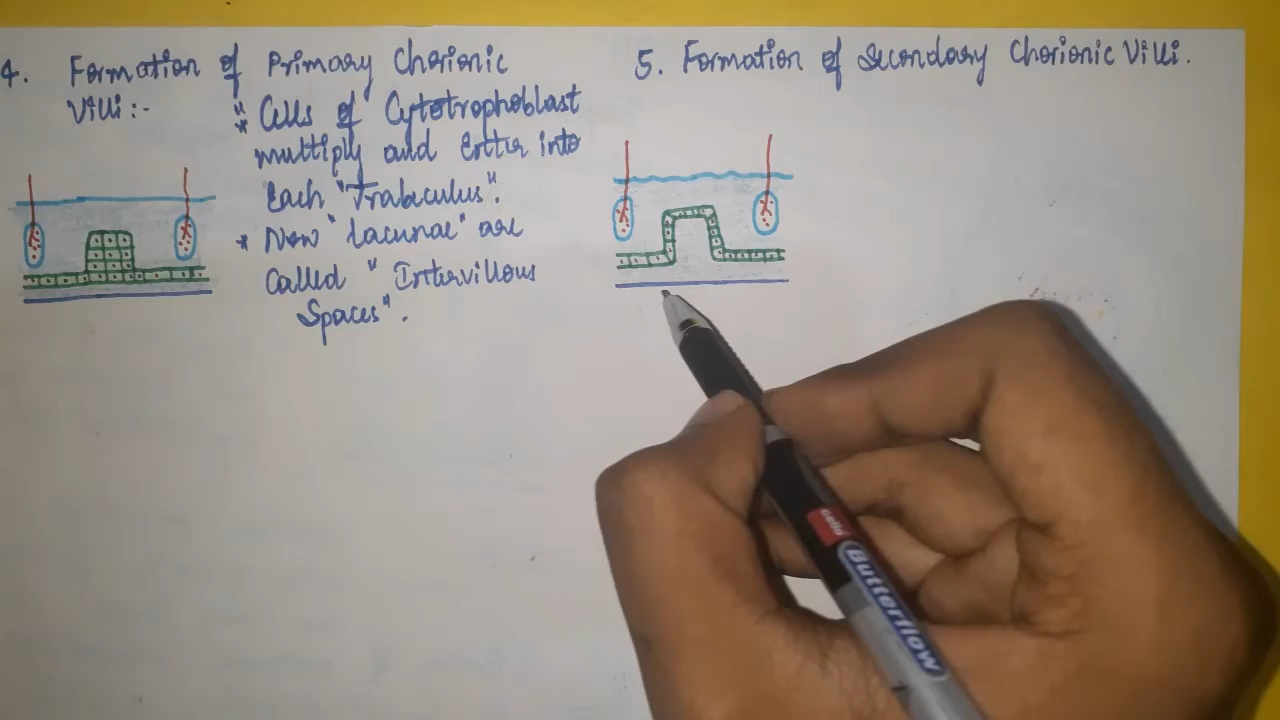 4. Formation of Primary Chorionic
Villi:-
* Cells of Cytotrophoblast
multiply and Enter into
Each "Trabeculus".
* Now "lacunae" are
Called "Intervillous
Spaces".
5. Formation of Secondary Chorionic Villi.
Cello
Butterflow